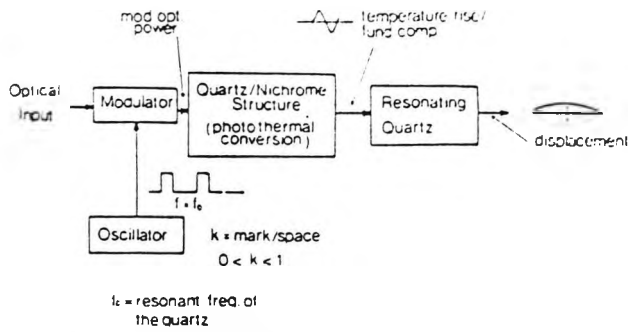 mod opt.
power
temperature rise/
fund comp
Optical
Input
Modulator
Quartz/Nichrome
Structure
(photothermal
conversion)
Resonating
Quartz
displacement
f = f₀
Oscillator
k = mark/space
0 < k < 1
= resonant freq. of
the quartz